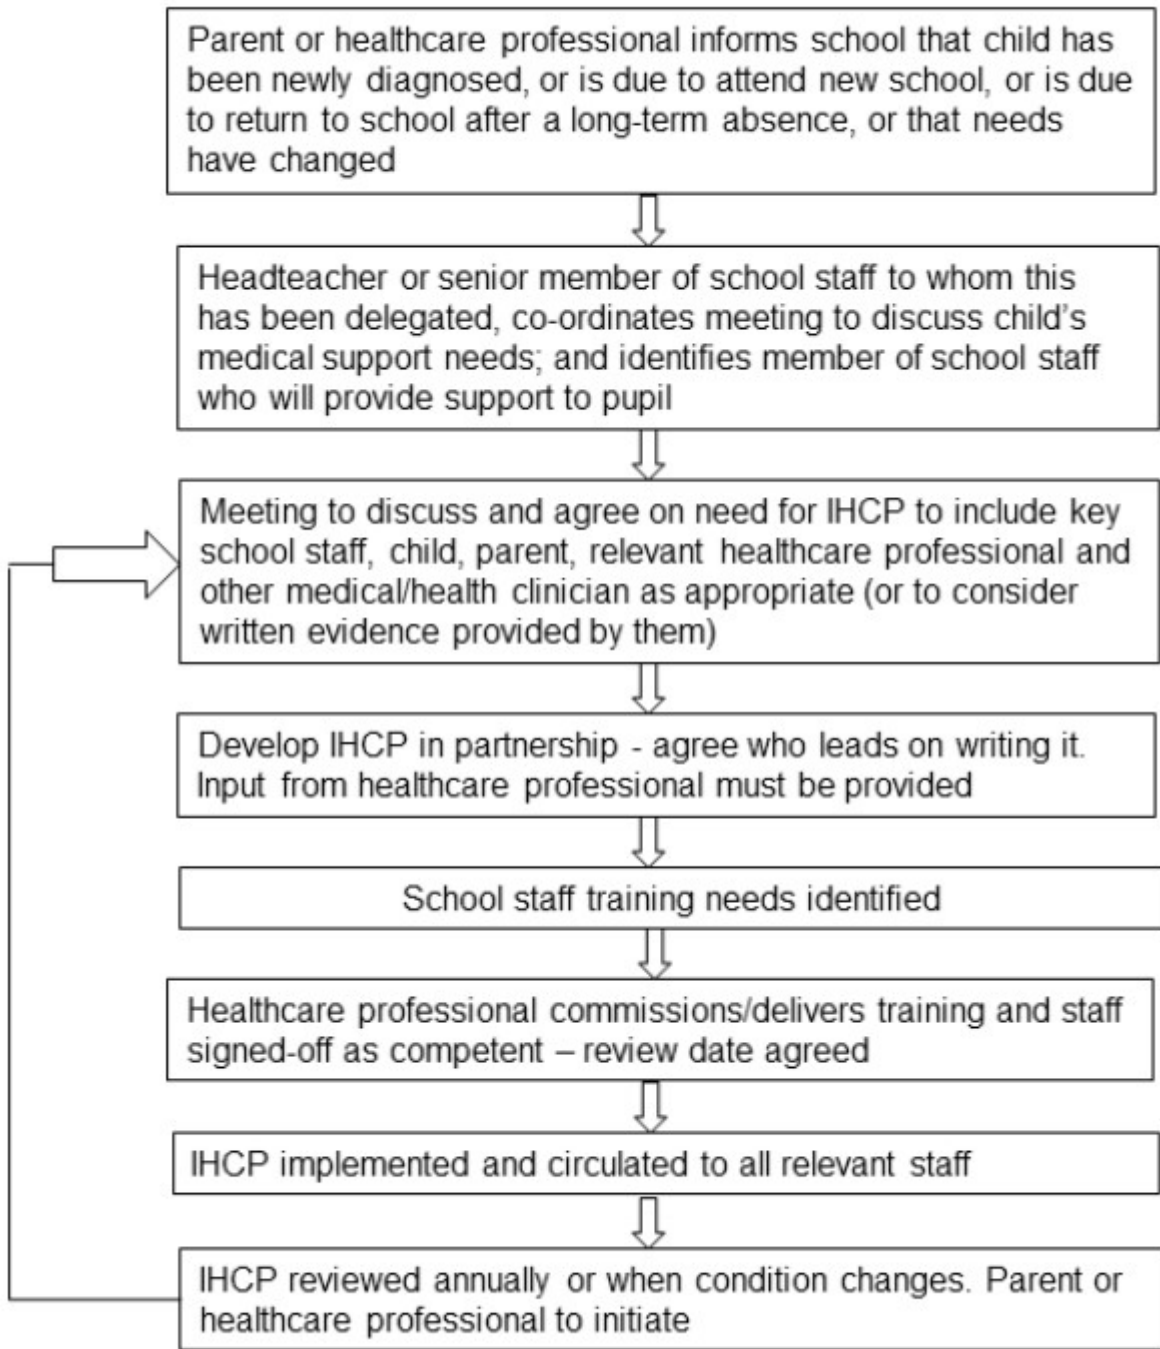 Parent or healthcare professional informs school that child has
been newly diagnosed, or is due to attend new school, or is due
to return to school after a long-term absence, or that needs
have changed
Headteacher or senior member of school staff to whom this
has been delegated, co-ordinates meeting to discuss child's
medical support needs; and identifies member of school staff
who will provide support to pupil
Meeting to discuss and agree on need for IHCP to include key
school staff, child, parent, relevant healthcare professional and
other medical/health clinician as appropriate (or to consider
written evidence provided by them)
Develop IHCP in partnership - agree who leads on writing it.
Input from healthcare professional must be provided
School staff training needs identified
Healthcare professional commissions/delivers training and staff
signed-off as competent – review date agreed
IHCP implemented and circulated to all relevant staff
IHCP reviewed annually or when condition changes. Parent or
healthcare professional to initiate